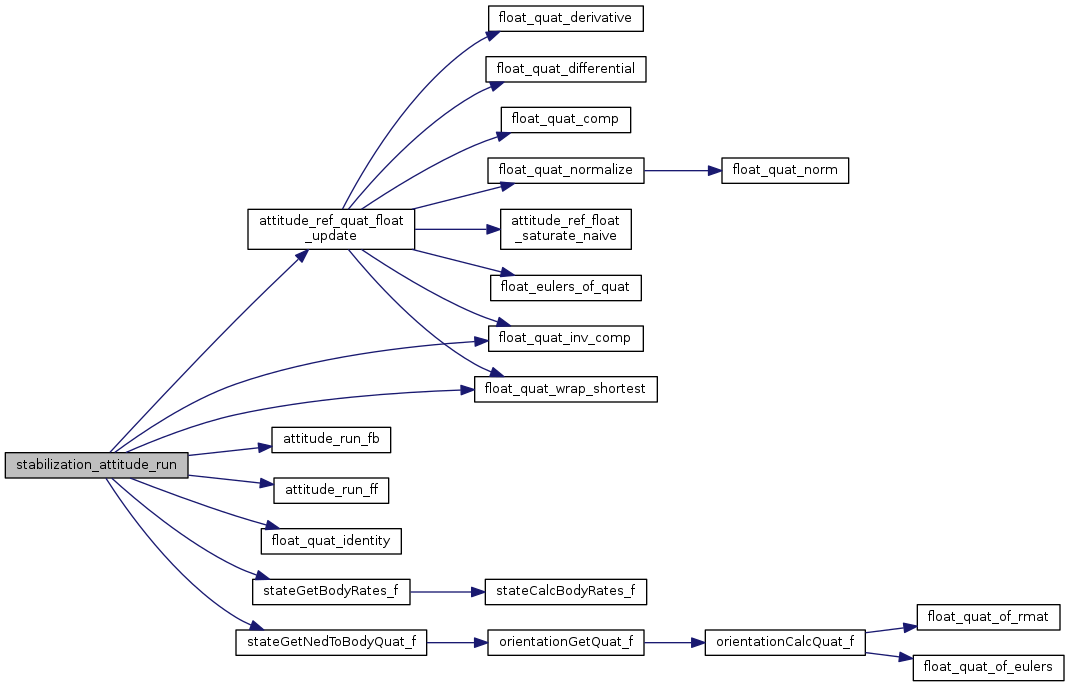 float_quat_derivative
float_quat_differential
float_quat_comp
float_quat_normalize
float_quat_norm
attitude_ref_quat_float
_update
attitude_ref_float
_saturate_naive
float_eulers_of_quat
float_quat_inv_comp
float_quat_wrap_shortest
attitude_run_fb
stabilization_attitude_run
attitude_run_ff
float_quat_identity
stateGetBodyRates_f
stateCalcBodyRates_f
float_quat_of_rmat
stateGetNedToBodyQuat_f
orientationGetQuat_f
orientationCalcQuat_f
float_quat_of_eulers